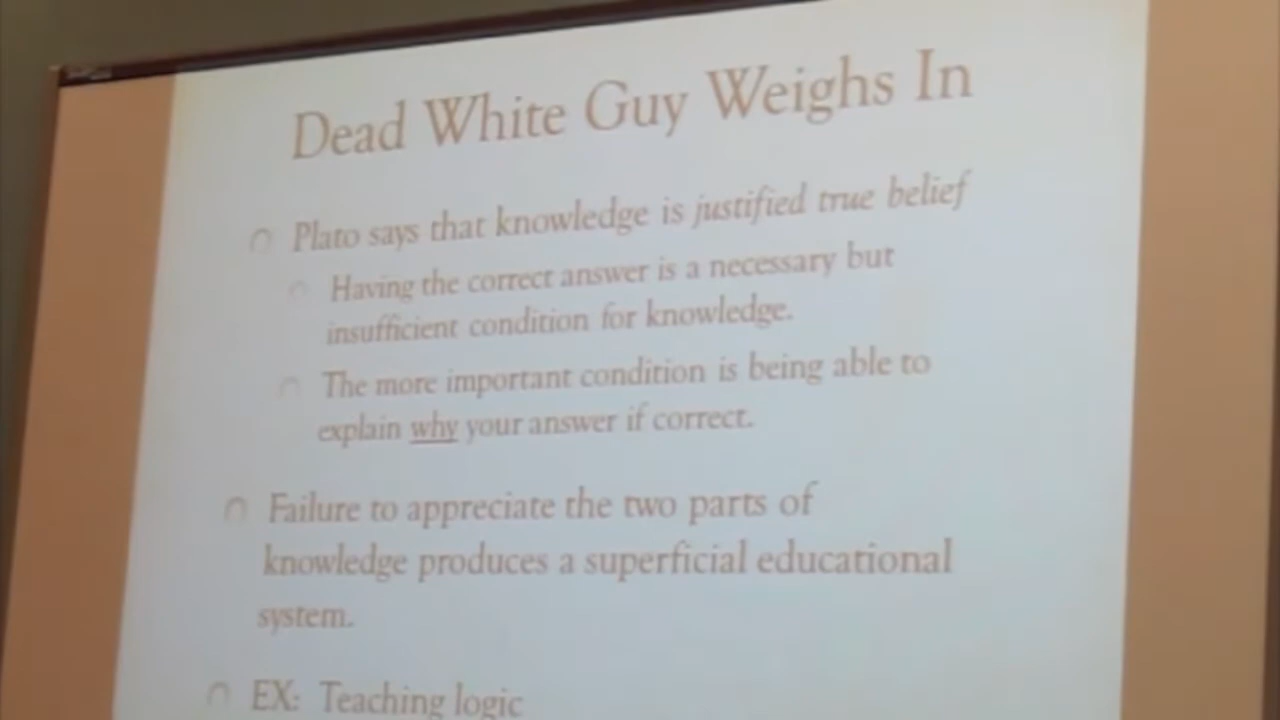 Dead White Guy Weighs In
Plato says that knowledge is justified true belief
Having the correct answer is a necessary but
insufficient condition for knowledge.
The more important condition is being able to
explain why your answer if correct.
Failure to appreciate the two parts of
knowledge produces a superficial educational
system.
EX: Teaching logic